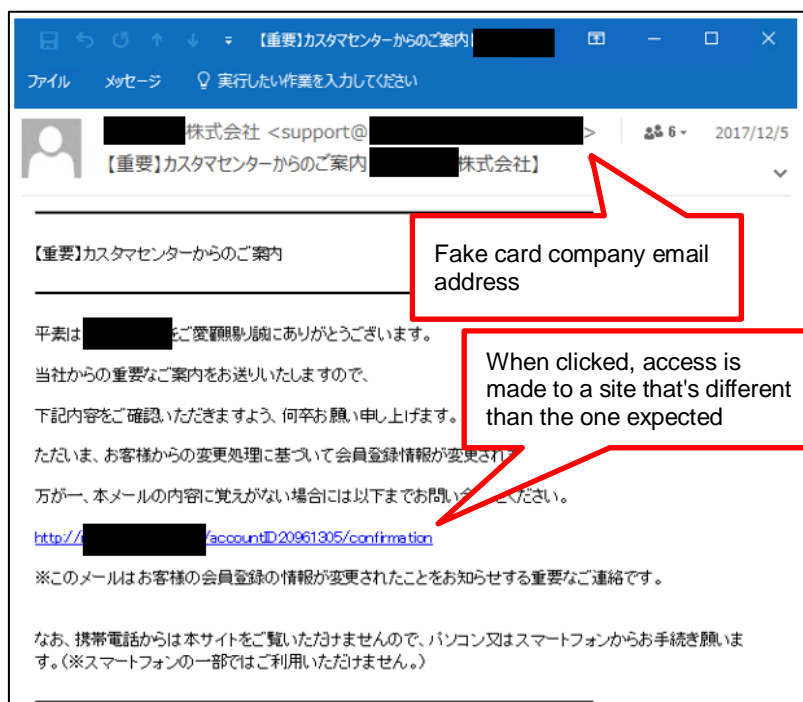 【重要】カスタマセンターからのご案内【
ファイル メッセージ 実行したい作業を入力してください
株式会社 <support@ > 6 2017/12/5
【重要】カスタマセンターからのご案内 株式会社】
【重要】カスタマセンターからのご案内
Fake card company email
address
平素は をご愛顧賜り誠にありがとうございます。
当社からの重要なご案内をお送りいたしますので、
下記内容をご確認いただきますよう、何卒お願い申し上げます。
When clicked, access is
made to a site that's different
than the one expected
ただいま、お客様からの変更処理に基づいて会員登録情報が変更され
万が一、本メールの内容に覚えがない場合には以下までお問い ください。
http:// /accountID20961305/confirmation
※このメールはお客様の会員登録の情報が変更されたことをお知らせする重要なご連絡です。
なお、携帯電話からは本サイトをご覧いただけませんので、パソコン又はスマートフォンからお手続き願いま
す。(※スマートフォンの一部ではご利用いただけません。)